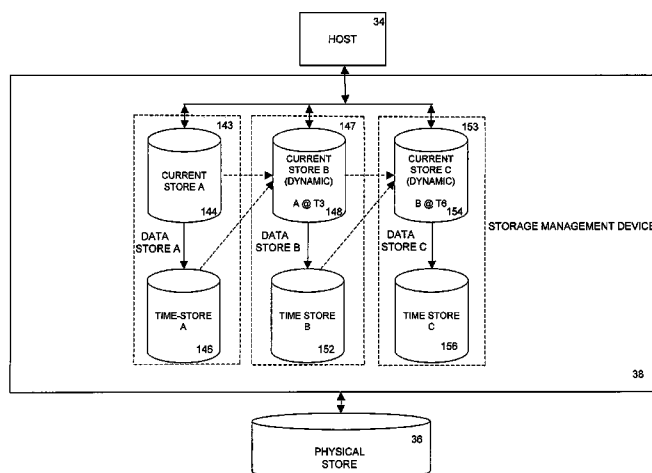 34
HOST
143
147
153
CURRENT
STORE A
144
CURRENT
STORE B
(DYNAMIC)
A @ T3
148
CURRENT
STORE C
(DYNAMIC)
B @ T6
154
DATA
STORE A
DATA
STORE B
DATA
STORE C
STORAGE MANAGEMENT DEVICE
TIME-STORE
A
146
TIME STORE
B
152
TIME STORE
C
156
38
36
PHYSICAL
STORE